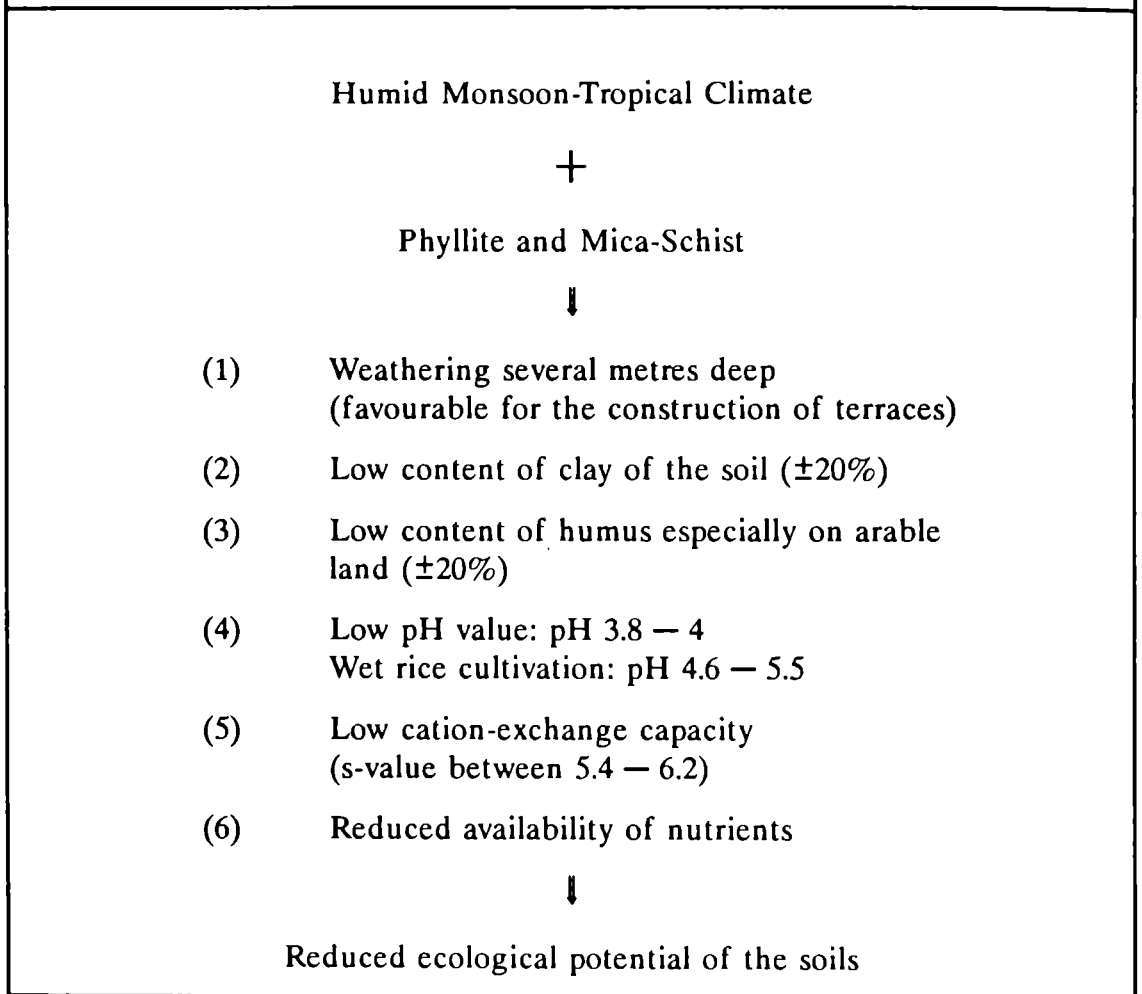 Humid Monsoon-Tropical Climate
+
Phyllite and Mica-Schist
⬇
(1) Weathering several metres deep
(favourable for the construction of terraces)
(2) Low content of clay of the soil (±20%)
(3) Low content of humus especially on arable
land (±20%)
(4) Low pH value: pH 3.8 — 4
Wet rice cultivation: pH 4.6 — 5.5
(5) Low cation-exchange capacity
(s-value between 5.4 — 6.2)
(6) Reduced availability of nutrients
⬇
Reduced ecological potential of the soils